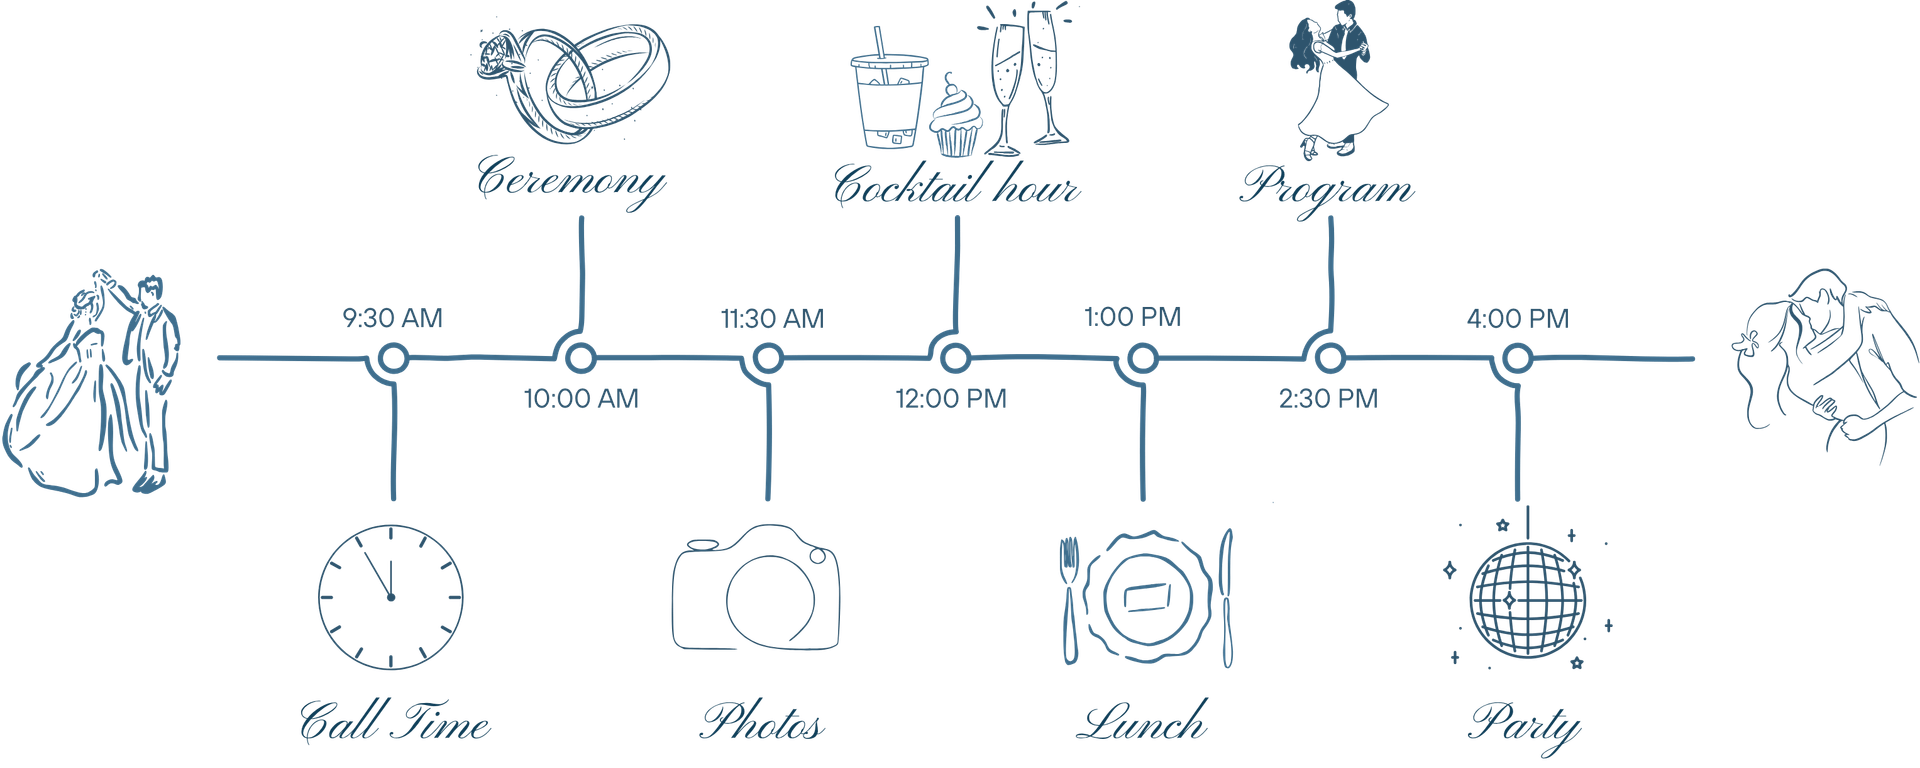 Ceremony
Cocktail hour
Program
9:30 AM
11:30 AM
1:00 PM
4:00 PM
10:00 AM
12:00 PM
2:30 PM
Call Time
Photos
Lunch
Party